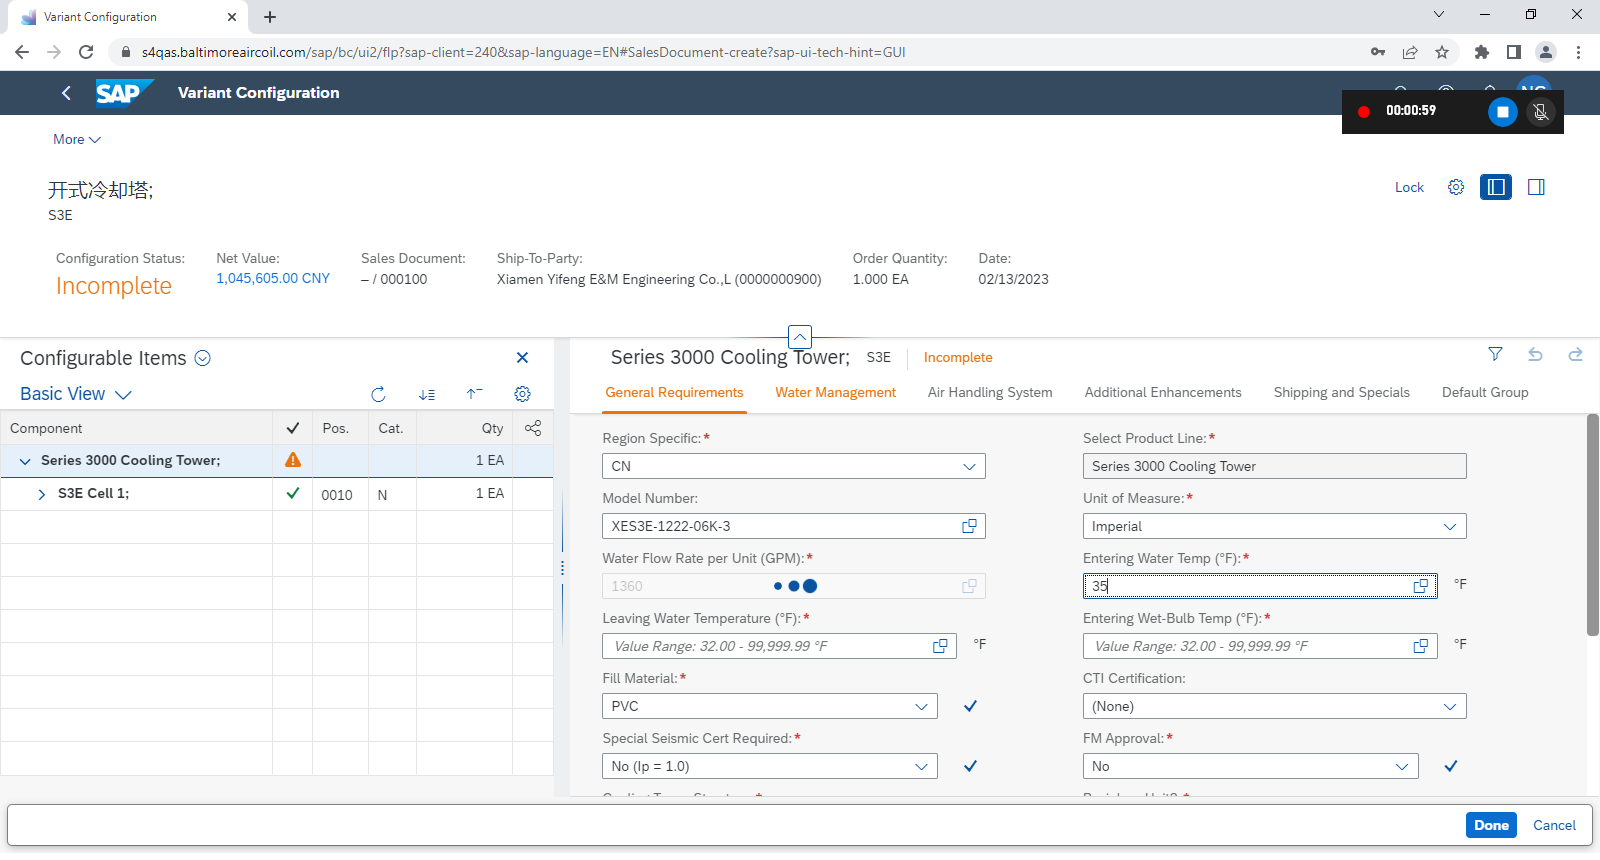 Variant Configuration
s4qas.baltimoreaircoil.com/sap/bc/ui2/flp?sap-client=240&sap-language=EN#SalesDocument-create?sap-ui-tech-hint=GUI
SAP
Variant Configuration
00:00:59
More
开式冷却塔;
S3E
Lock
Configuration Status:
Incomplete
Net Value:
1,045,605.00 CNY
Sales Document:
– / 000100
Ship-To-Party:
Xiamen Yifeng E&M Engineering Co.,L (0000000900)
Order Quantity:
1.000 EA
Date:
02/13/2023
Configurable Items
Basic View
Component
Pos.
Cat.
Qty
Series 3000 Cooling Tower;
1 EA
S3E Cell 1;
0010
N
1 EA
Series 3000 Cooling Tower;
S3E
Incomplete
General Requirements
Water Management
Air Handling System
Additional Enhancements
Shipping and Specials
Default Group
Region Specific:*
CN
Select Product Line:*
Series 3000 Cooling Tower
Model Number:
XES3E-1222-06K-3
Unit of Measure:*
Imperial
Water Flow Rate per Unit (GPM):*
1360
Entering Water Temp (°F):*
35
°F
Leaving Water Temperature (°F):*
Value Range: 32.00 - 99,999.99 °F
°F
Entering Wet-Bulb Temp (°F):*
Value Range: 32.00 - 99,999.99 °F
°F
Fill Material:*
PVC
CTI Certification:
(None)
Special Seismic Cert Required:*
No (Ip = 1.0)
FM Approval:*
No
Done
Cancel